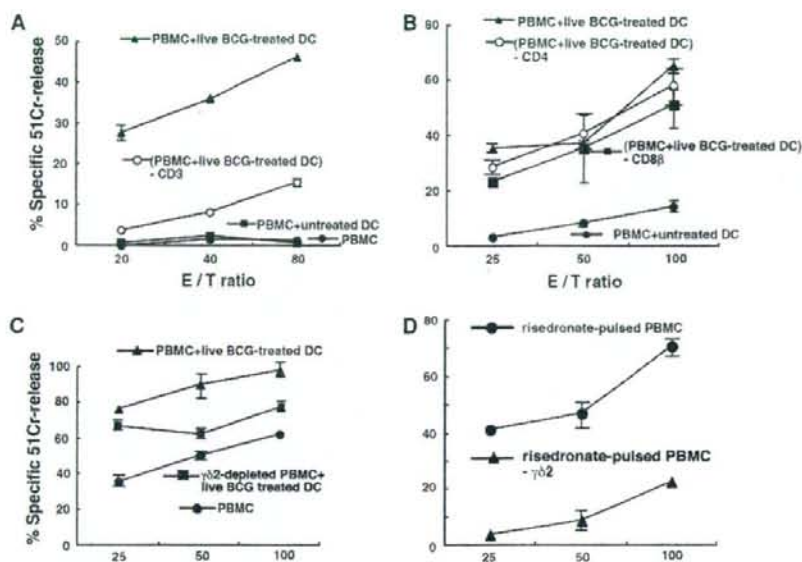 A
PBMC+live BCG-treated DC
(PBMC+live BCG-treated DC)
- CD3
PBMC+untreated DC
PBMC
% Specific 51Cr-release
50
40
30
20
10
0
20 40 80
E / T ratio
B
PBMC+live BCG-treated DC
(PBMC+live BCG-treated DC)
- CD4
(PBMC+live BCG-treated DC)
- CD8β
PBMC+untreated DC
80
60
40
20
0
25 50 100
E / T ratio
C
PBMC+live BCG-treated DC
γδ2-depleted PBMC+
live BCG treated DC
PBMC
% Specific 51Cr-release
100
80
60
40
20
0
25 50 100
D
risedronate-pulsed PBMC
risedronate-pulsed PBMC
- γδ2
80
60
40
20
0
25 50 100